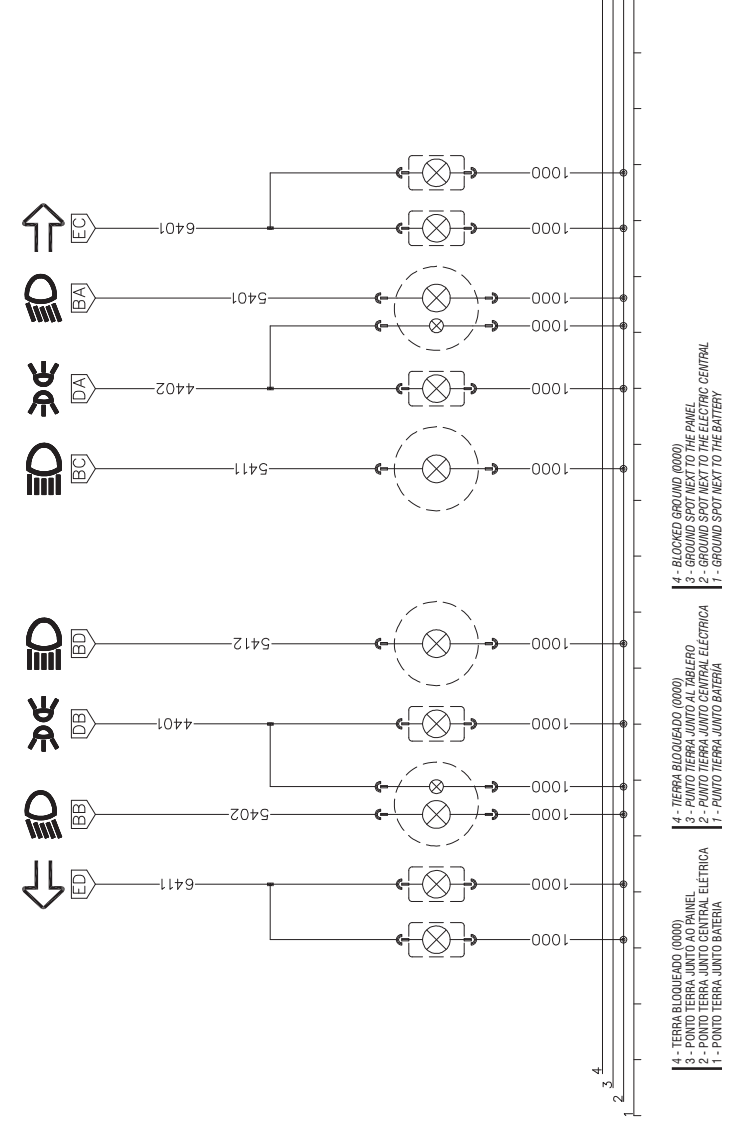 ED BB DB BD BC DA BA EC
6411 5402 4401 5412 5411 4402 5401 6401
1000 1000 1000 1000 1000 1000 1000 1000 1000 1000 1000 1000
4
3
2
1
4 - TERRA BLOQUEADO (0000)
3 - PONTO TERRA JUNTO AO PAINEL
2 - PONTO TERRA JUNTO CENTRAL ELÉTRICA
1 - PONTO TERRA JUNTO BATERIA
4 - TIERRA BLOQUEADO (0000)
3 - PUNTO TIERRA JUNTO AL TABLERO
2 - PUNTO TIERRA JUNTO CENTRAL ELÉCTRICA
1 - PUNTO TIERRA JUNTO BATERÍA
4 - BLOCKED GROUND (0000)
3 - GROUND SPOT NEXT TO THE PANEL
2 - GROUND SPOT NEXT TO THE ELECTRIC CENTRAL
1 - GROUND SPOT NEXT TO THE BATTERY